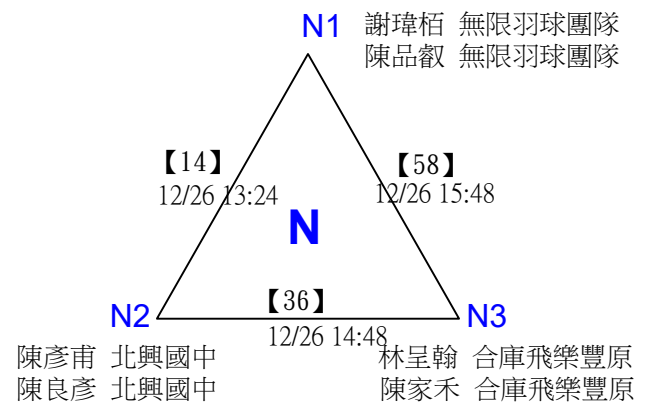 N1 謝瑋栢 無限羽球團隊
陳品叡 無限羽球團隊
【14】
12/26 13:24
【58】
12/26 15:48
N
【36】
12/26 14:48
N2
N3
陳彥甫 北興國中
陳良彥 北興國中
林呈翰 合庫飛樂豐原
陳家禾 合庫飛樂豐原